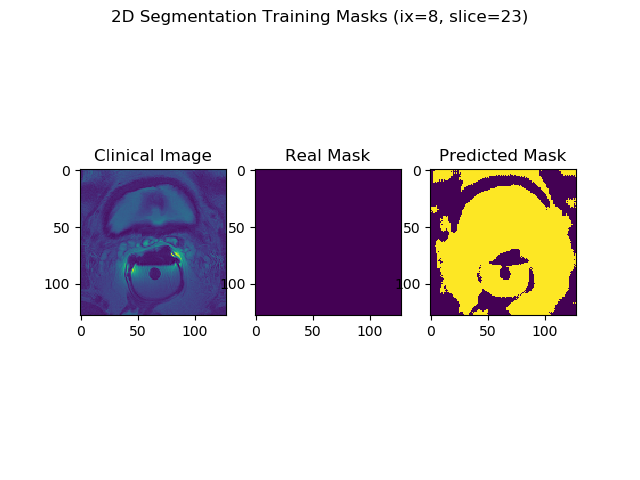 2D Segmentation Training Masks (ix=8, slice=23)
Clinical Image Real Mask Predicted Mask
0 0 0
50 50 50
100 100 100
0 50 100 0 50 100 0 50 100